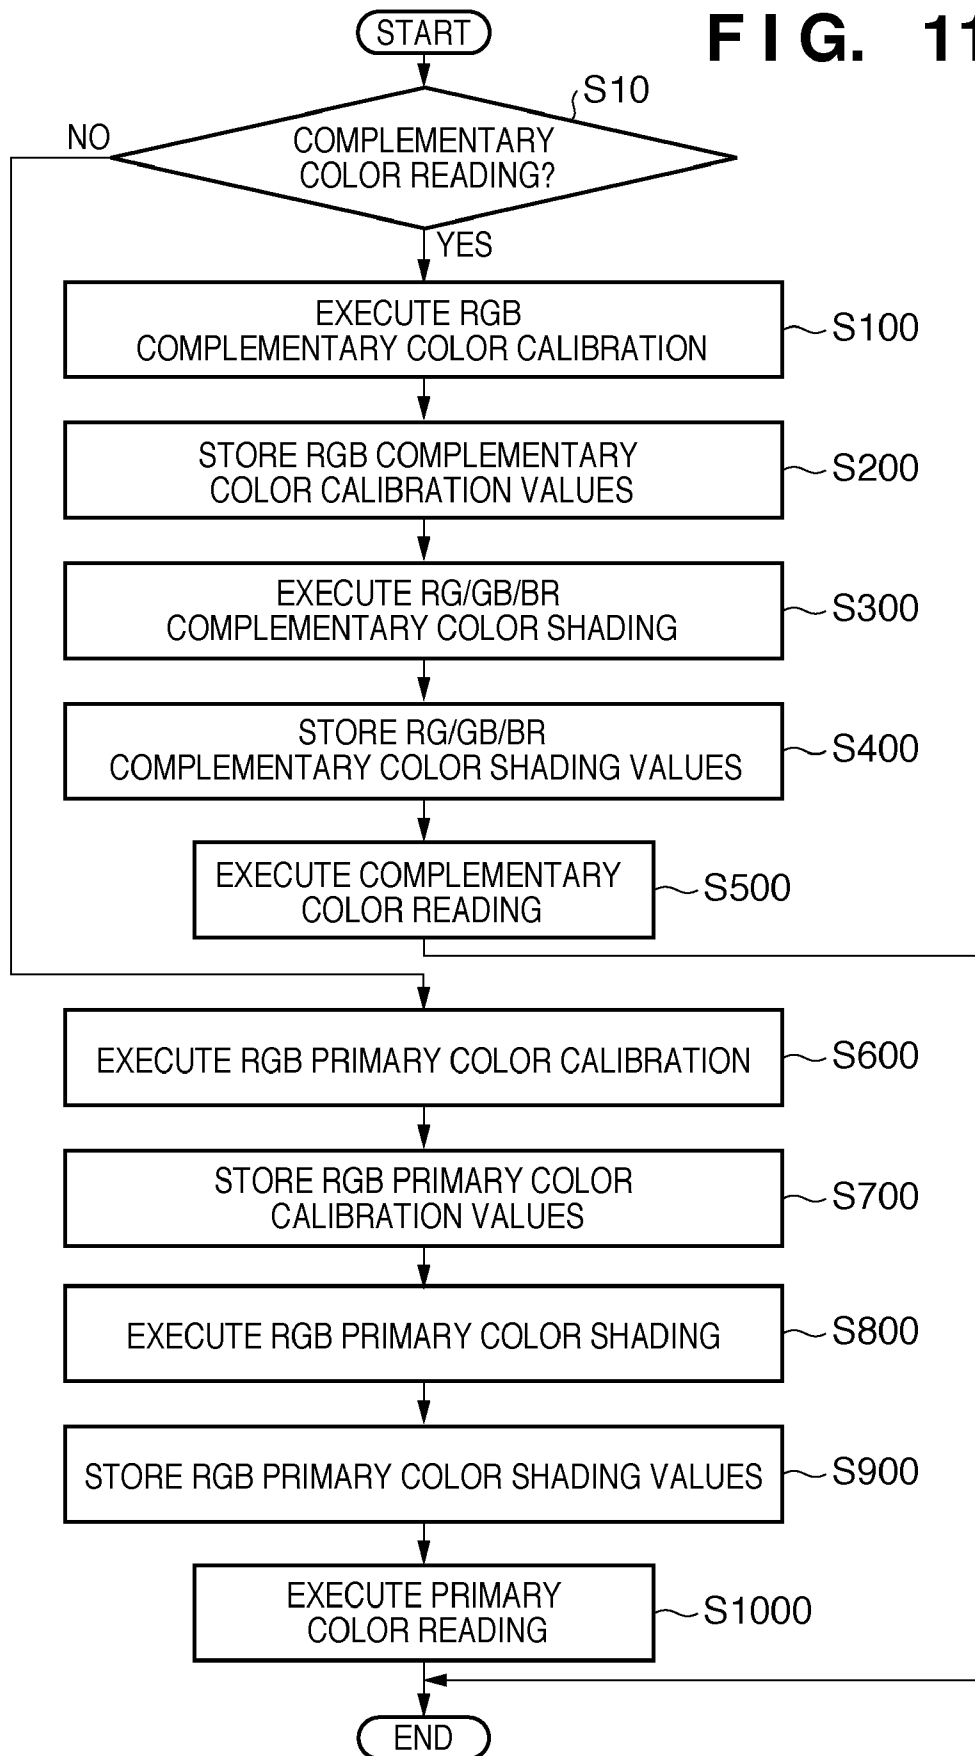 START
FIG. 11
S10
COMPLEMENTARY
COLOR READING?
NO
YES
EXECUTE RGB
COMPLEMENTARY COLOR CALIBRATION
S100
STORE RGB COMPLEMENTARY
COLOR CALIBRATION VALUES
S200
EXECUTE RG/GB/BR
COMPLEMENTARY COLOR SHADING
S300
STORE RG/GB/BR
COMPLEMENTARY COLOR SHADING VALUES
S400
EXECUTE COMPLEMENTARY
COLOR READING
S500
EXECUTE RGB PRIMARY COLOR CALIBRATION
S600
STORE RGB PRIMARY COLOR
CALIBRATION VALUES
S700
EXECUTE RGB PRIMARY COLOR SHADING
S800
STORE RGB PRIMARY COLOR SHADING VALUES
S900
EXECUTE PRIMARY
COLOR READING
S1000
END